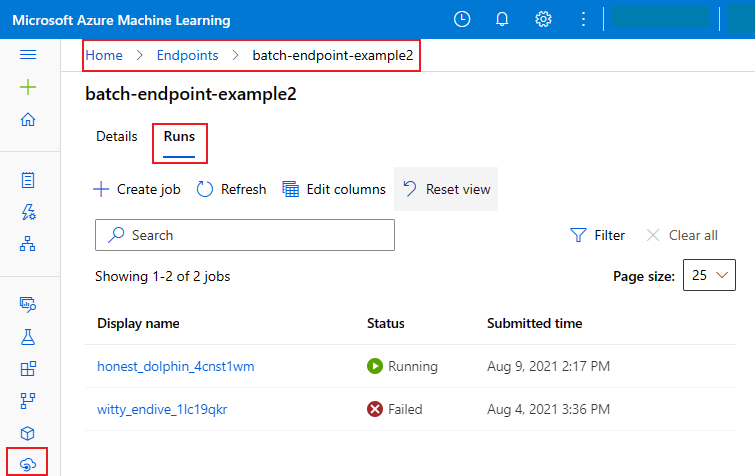 Microsoft Azure Machine Learning
Home > Endpoints > batch-endpoint-example2
batch-endpoint-example2
Details Runs
Create job Refresh Edit columns Reset view
Search Filter Clear all
Showing 1-2 of 2 jobs Page size: 25
Display name Status Submitted time
honest_dolphin_4cnst1wm Running Aug 9, 2021 2:17 PM
witty_endive_1lc19qkr Failed Aug 4, 2021 3:36 PM